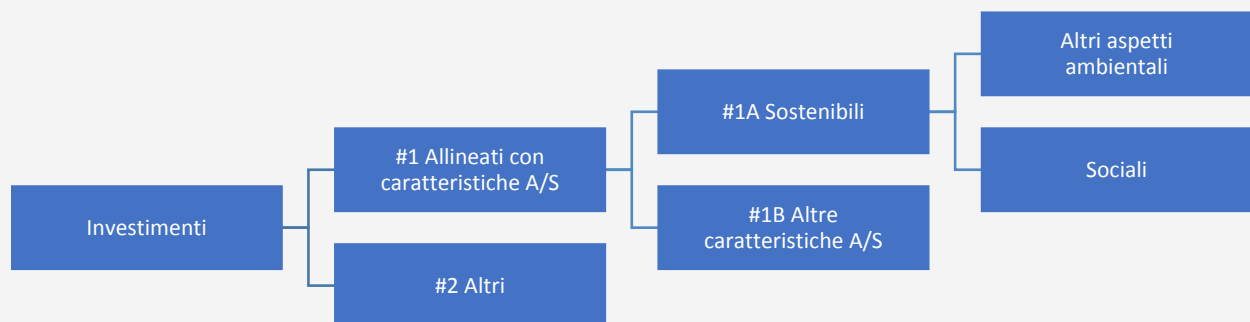 Investimenti
#1 Allineati con
caratteristiche A/S
#2 Altri
#1A Sostenibili
#1B Altre
caratteristiche A/S
Altri aspetti
ambientali
Sociali